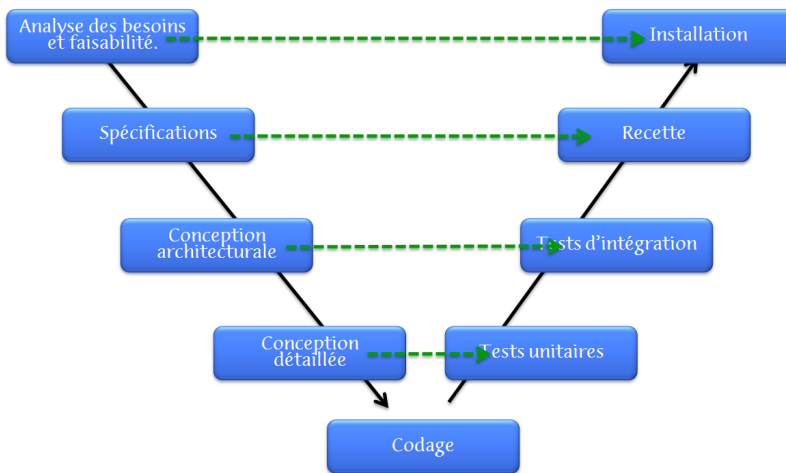 Analyse des besoins
et faisabilité.
Installation
Spécifications
Recette
Conception
architecturale
Tests d'intégration
Conception
détaillée
Tests unitaires
Codage